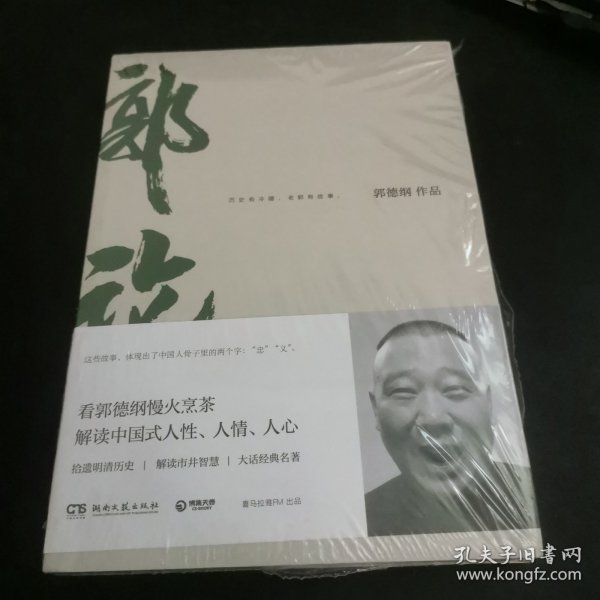 郭
论
历史有冷暖,老郭有故事。
郭德纲 作品
这些故事,体现出了中国人骨子里的两个字:“忠”“义”。
看郭德纲慢火烹茶
解读中国式人性、人情、人心
拾遗明清历史 | 解读市井智慧 | 大话经典名著
湖南文艺出版社
博集天卷
CS-BOOKY
喜马拉雅FM 出品
孔夫子旧书网
www.kongfz.com